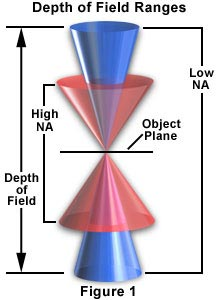 Depth of Field Ranges
Low
NA
High
NA
Object
Plane
Depth
of
Field
Figure 1